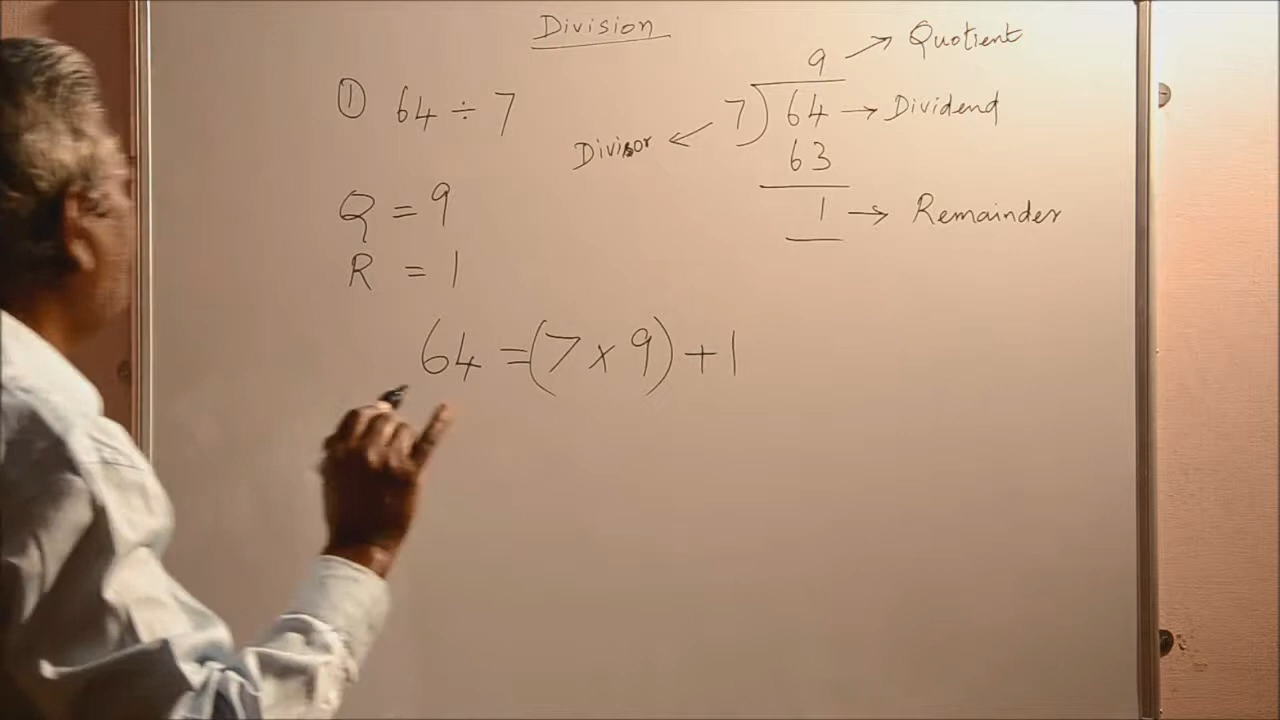 Division
① 64 ÷ 7
Q = 9
R = 1
64 = (7 × 9) + 1
9 → Quotient
7 ) 64 → Dividend
Divisor ←
63
1 → Remainder